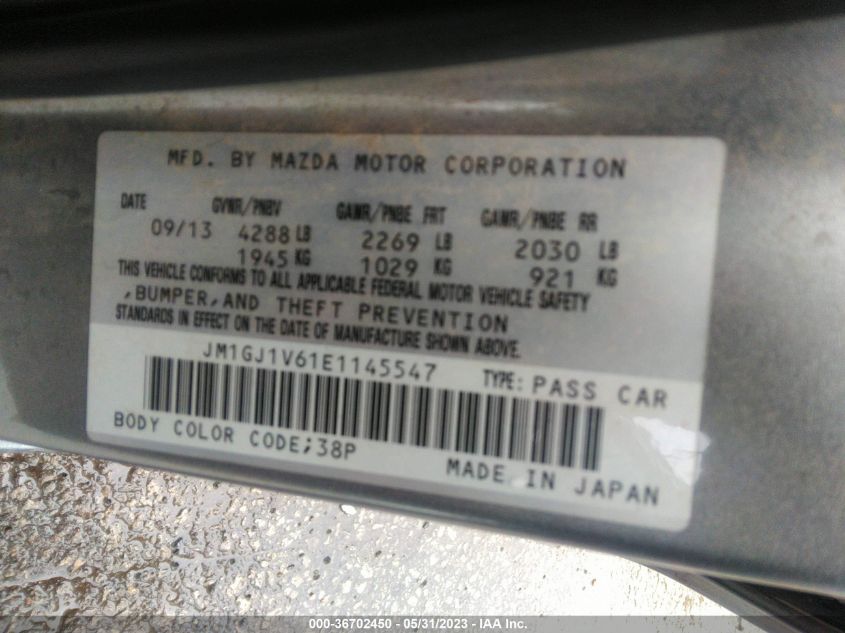 MFD. BY MAZDA MOTOR CORPORATION
DATE GVWR/PNBV GAWR/PNBE FRT GAWR/PNBE RR
09/13 4288 LB 2269 LB 2030 LB
1945 KG 1029 KG 921 KG
THIS VEHICLE CONFORMS TO ALL APPLICABLE FEDERAL MOTOR VEHICLE SAFETY
,BUMPER,AND THEFT PREVENTION
STANDARDS IN EFFECT ON THE DATE OF MANUFACTURE SHOWN ABOVE.
JM1GJ1V61E1145547 TYPE: PASS CAR
BODY COLOR CODE;38P
MADE IN JAPAN
000-36702450 - 05/31/2023 - IAA Inc.